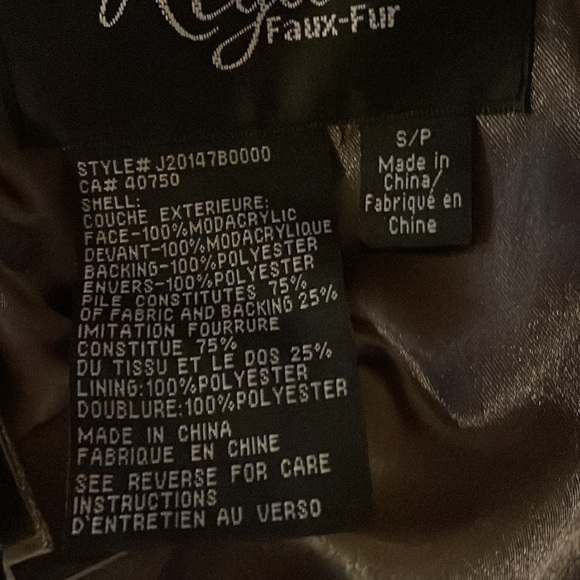 Faux-Fur
S/P
Made in
China/
Fabriqué en
Chine
STYLE# J20147B0000
CA# 40750
SHELL:
COUCHE EXTERIEURE:
FACE-100%MODACRYLIC
DEVANT-100%MODACRYLIQUE
BACKING-100%POLYESTER
ENVERS-100%POLYESTER
PILE CONSTITUTES 75%
OF FABRIC AND BACKING 25%
IMITATION FOURRURE
CONSTITUE 75%
DU TISSU ET LE DOS 25%
LINING:100%POLYESTER
DOUBLURE:100%POLYESTER
MADE IN CHINA
FABRIQUE EN CHINE
SEE REVERSE FOR CARE
INSTRUCTIONS
D'ENTRETIEN AU VERSO